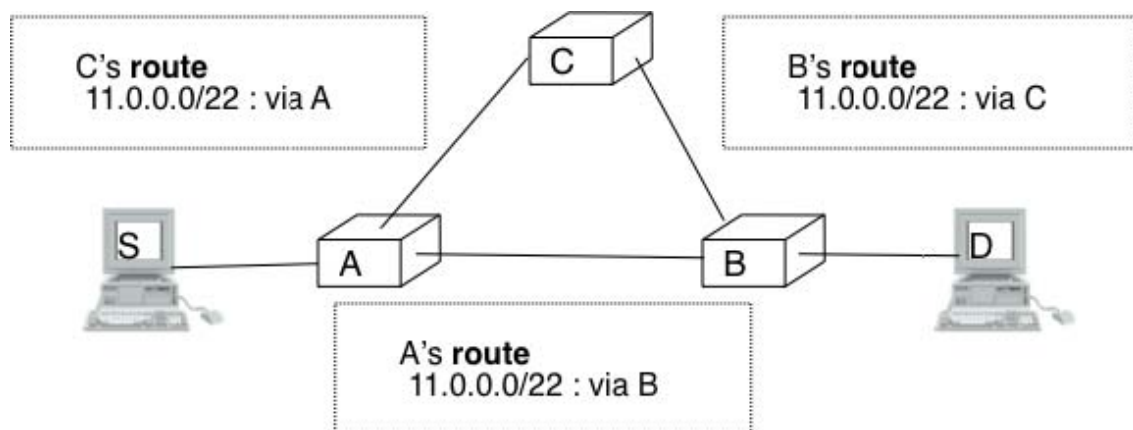 C's route
11.0.0.0/22 : via A
C
B's route
11.0.0.0/22 : via C
S
A
B
D
A's route
11.0.0.0/22 : via B